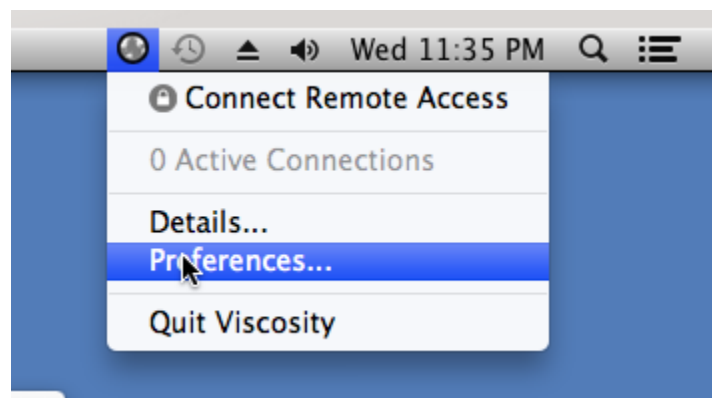 Wed 11:35 PM
Connect Remote Access
0 Active Connections
Details...
Preferences...
Quit Viscosity